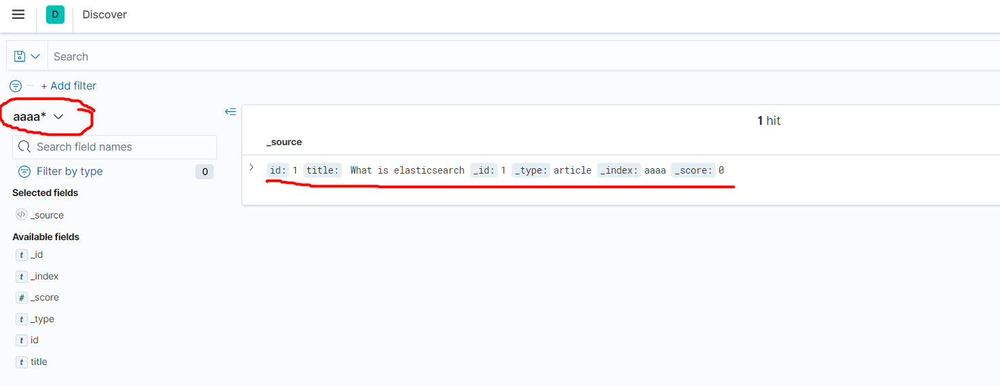 D Discover
Search
+ Add filter
aaaa*
Search field names
Filter by type 0
Selected fields
</> _source
Available fields
t _id
t _index
# _score
t _type
t id
t title
1 hit
_source
id: 1 title: What is elasticsearch _id: 1 _type: article _index: aaaa _score: 0